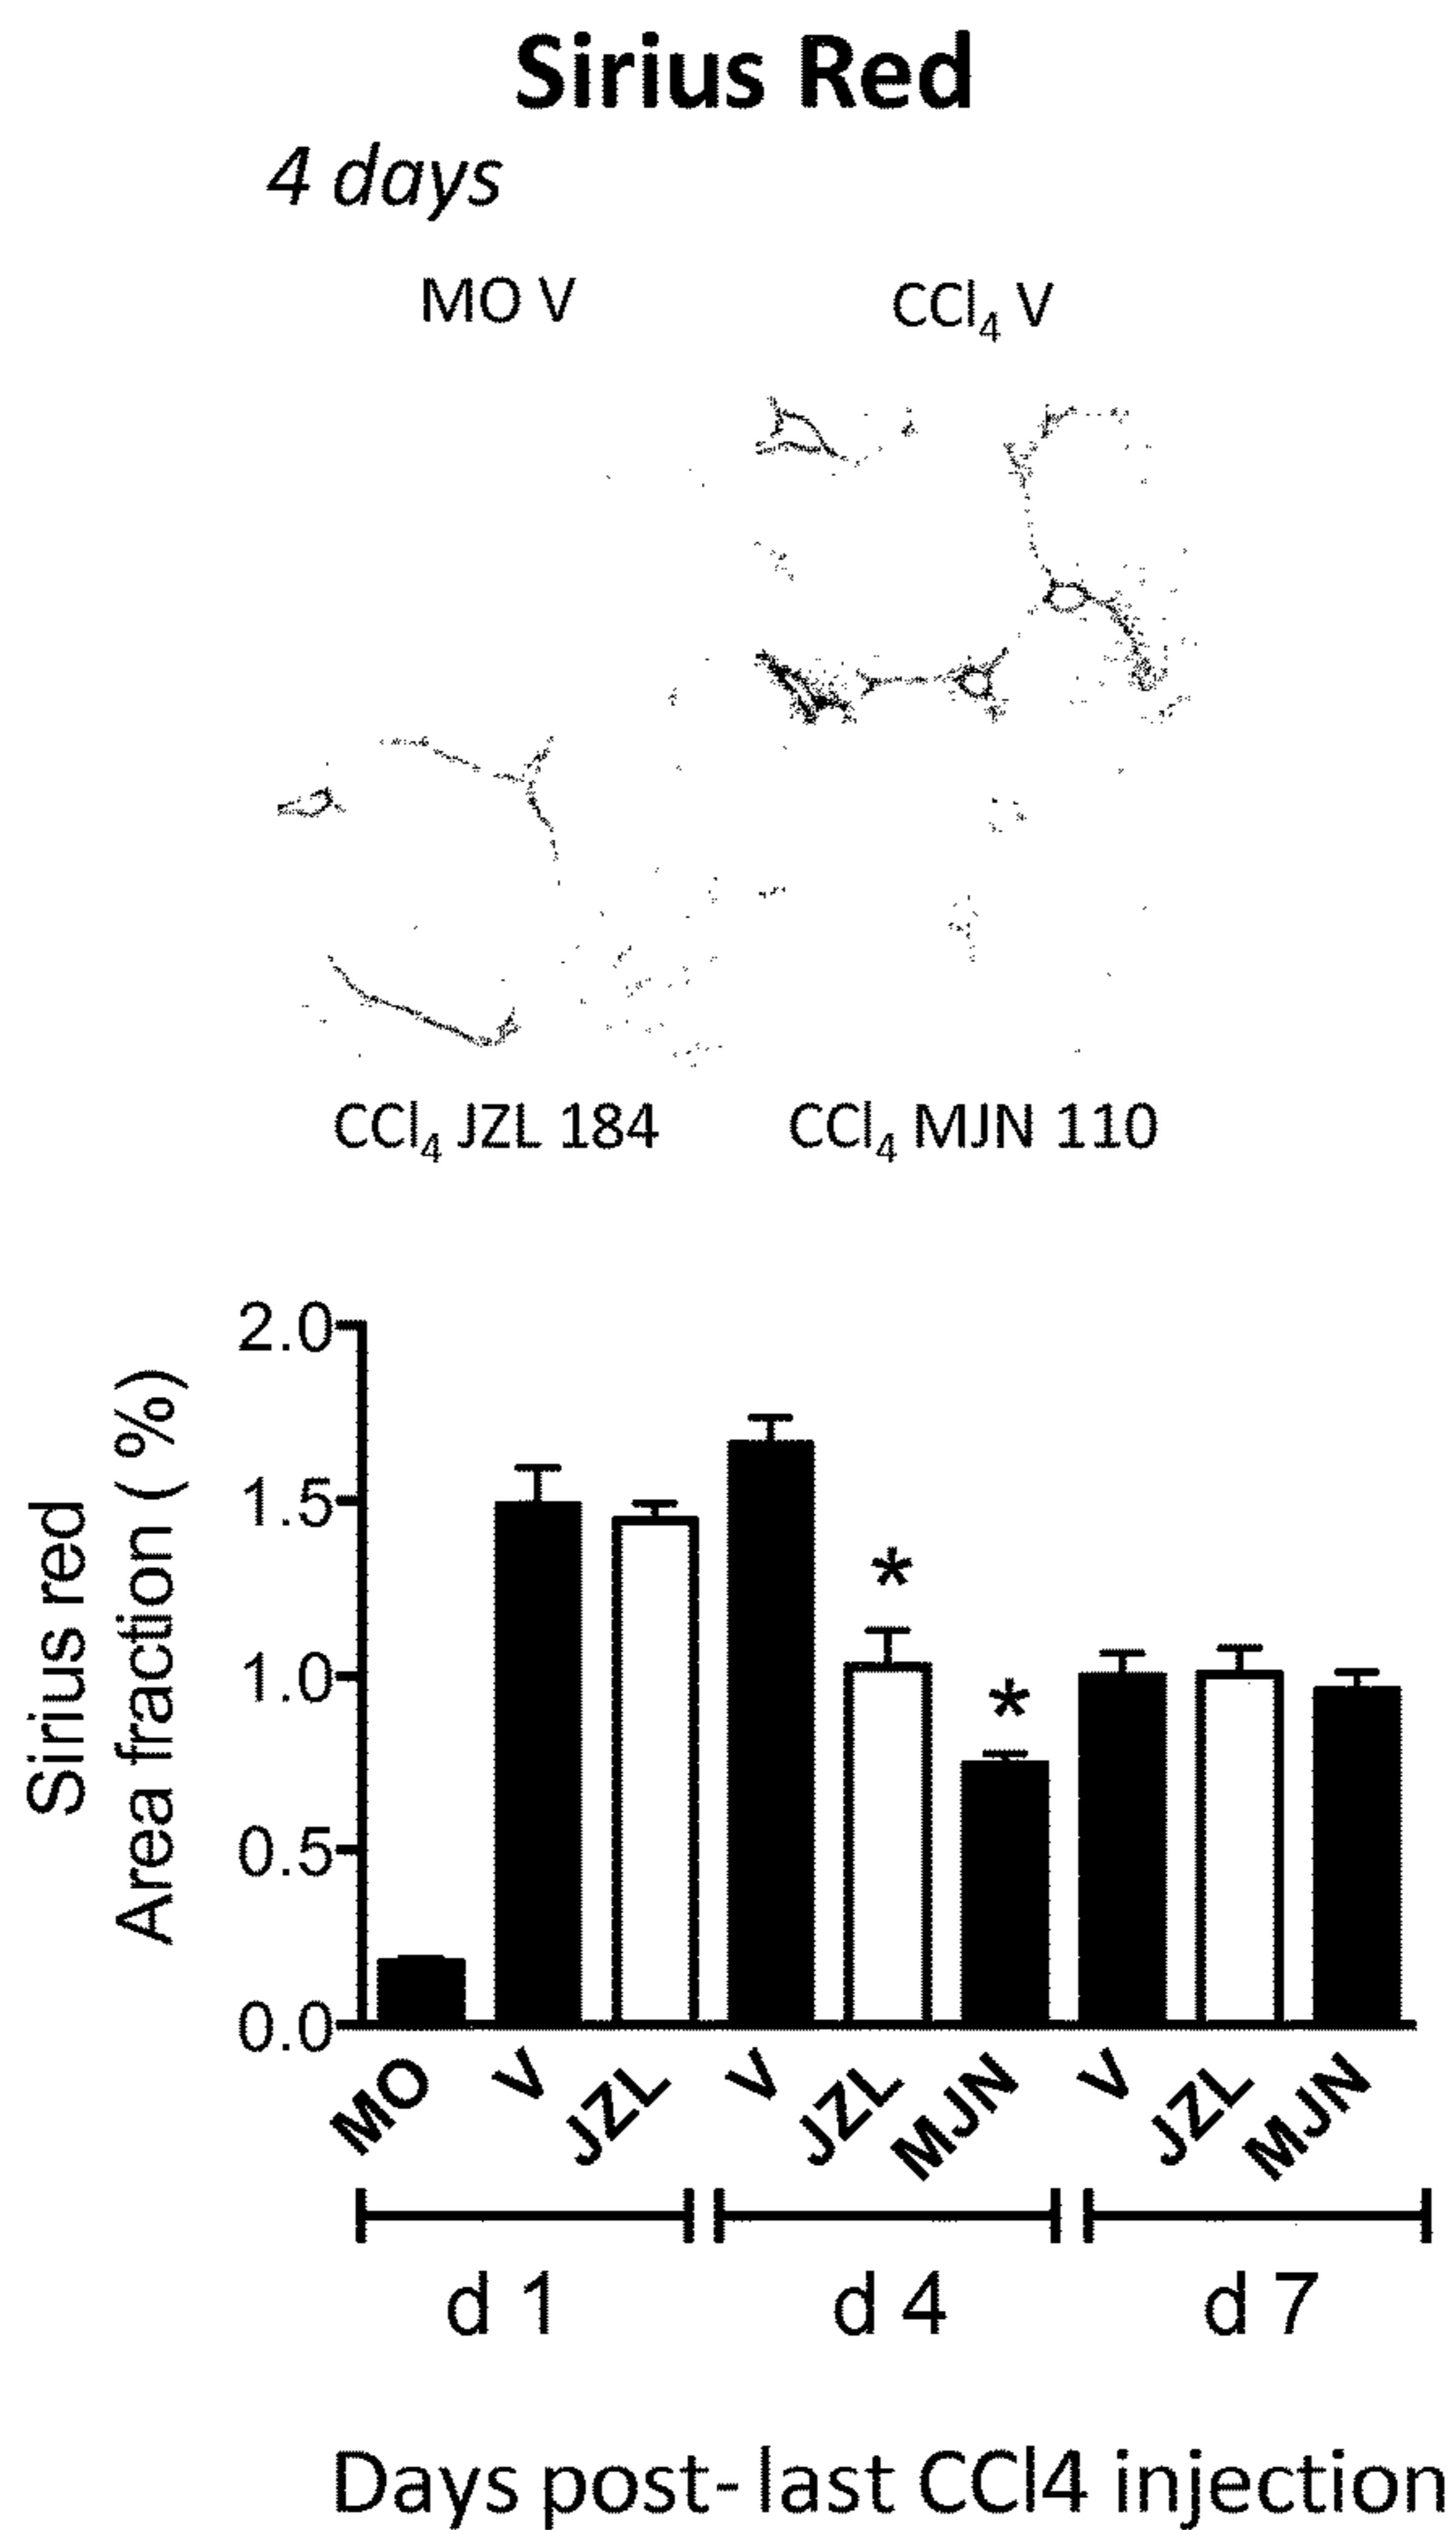 Sirius Red
4 days
MO V
CCl4 V
CCl4 JZL 184
CCl4 MJN 110
Sirius red
Area fraction ( %)
2.0
1.5
1.0
0.5
0.0
*
*
MO V JZL V JZL MJN V JZL MJN
d 1 d 4 d 7
Days post- last CCl4 injection